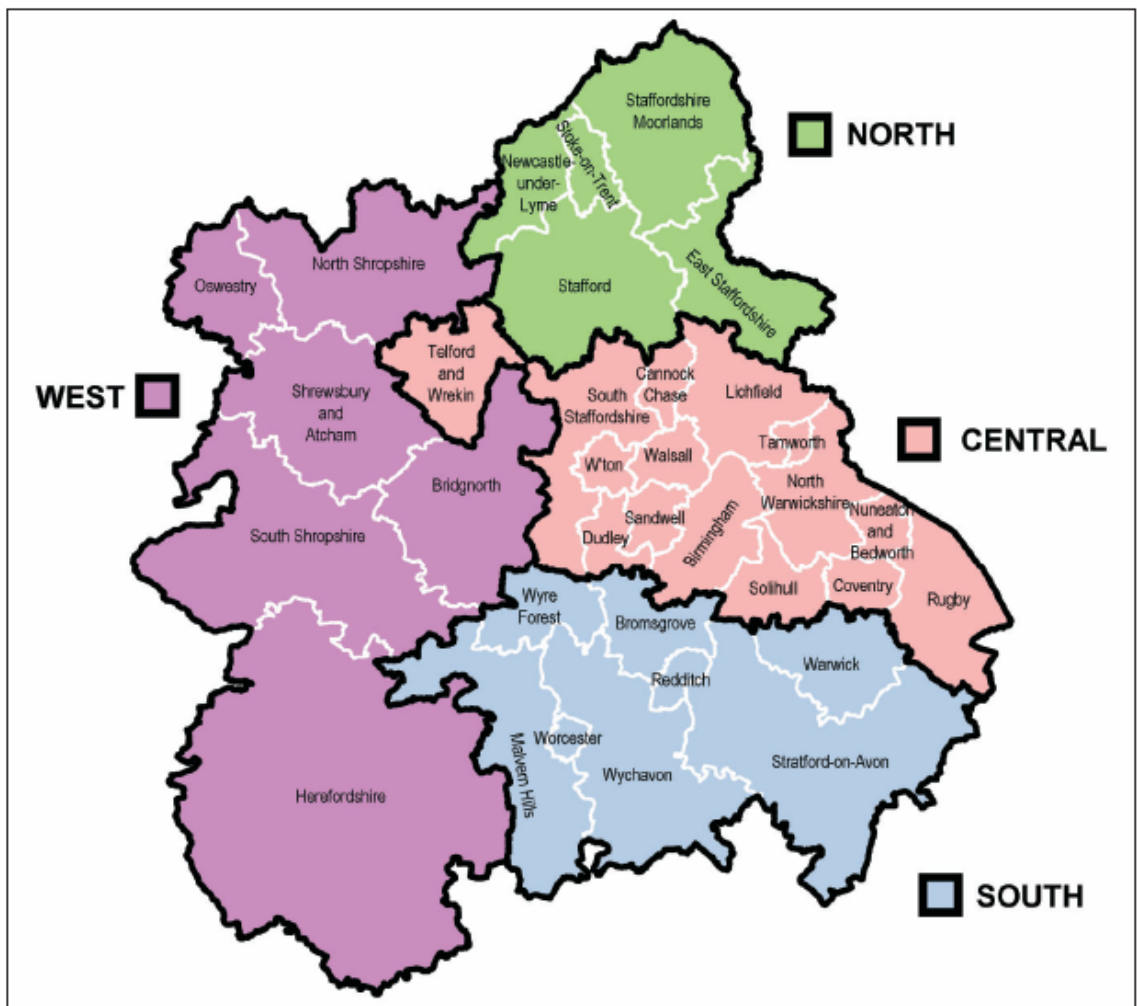 Staffordshire
Moorlands
NORTH
Stoke-on-Trent
Newcastle-
under-
Lyme
North Shropshire
Oswestry
Stafford
East Staffordshire
Telford
and
Wrekin
WEST
Shrewsbury
and
Atcham
South
Staffordshire
Cannock
Chase
Lichfield
Tamworth
CENTRAL
W'ton
Walsall
North
Warwickshire
Bridgnorth
Nuneaton
and
Bedworth
Sandwell
Birmingham
Dudley
South Shropshire
Solihull
Coventry
Rugby
Wyre
Forest
Bromsgrove
Warwick
Redditch
Worcester
Malvern Hills
Wychavon
Stratford-on-Avon
Herefordshire
SOUTH